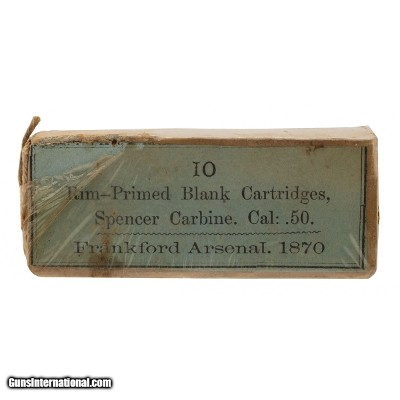 10
Rim-Primed Blank Cartridges,
Spencer Carbine. Cal: .50.
Frankford Arsenal. 1870
GunsInternational.com